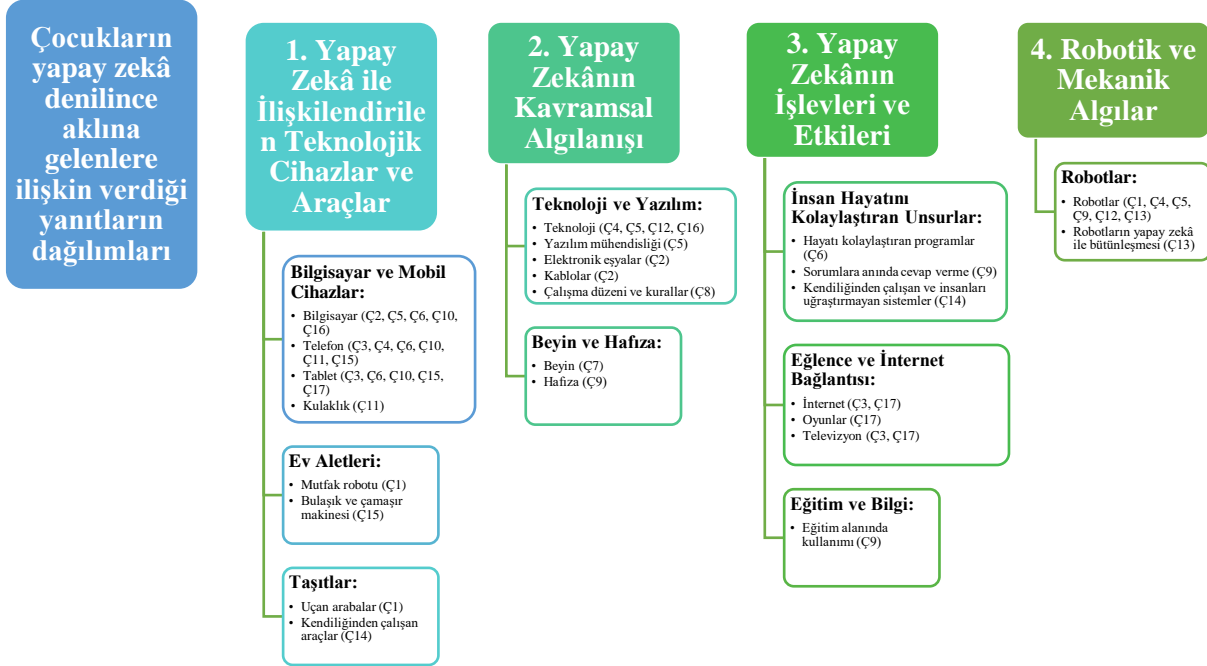 Çocukların
yapay zekâ
denilince
aklına
gelenlere
ilişkin verdiği
yanıtların
dağılımları
1. Yapay
Zekâ ile
İlişkilendirile
n Teknolojik
Cihazlar ve
Araçlar
Bilgisayar ve Mobil
Cihazlar:
• Bilgisayar (Ç2, Ç5, Ç6, Ç10,
Ç16)
• Telefon (Ç3, Ç4, Ç6, Ç10,
Ç11, Ç15)
• Tablet (Ç3, Ç6, Ç10, Ç15,
Ç17)
• Kulaklık (Ç11)
Ev Aletleri:
• Mutfak robotu (Ç1)
• Bulaşık ve çamaşır
makinesi (Ç15)
Taşıtlar:
• Uçan arabalar (Ç1)
• Kendiliğinden çalışan
araçlar (Ç14)
2. Yapay
Zekânın
Kavramsal
Algılanışı
Teknoloji ve Yazılım:
• Teknoloji (Ç4, Ç5, Ç12, Ç16)
• Yazılım mühendisliği (Ç5)
• Elektronik eşyalar (Ç2)
• Kablolar (Ç2)
• Çalışma düzeni ve kurallar (Ç8)
Beyin ve Hafıza:
• Beyin (Ç7)
• Hafıza (Ç9)
3. Yapay
Zekânın
İşlevleri ve
Etkileri
İnsan Hayatını
Kolaylaştıran Unsurlar:
• Hayatı kolaylaştıran programlar
(Ç6)
• Sorumlara anında cevap verme (Ç9)
• Kendiliğinden çalışan ve insanları
uğraştırmayan sistemler (Ç14)
Eğlence ve İnternet
Bağlantısı:
• İnternet (Ç3, Ç17)
• Oyunlar (Ç17)
• Televizyon (Ç3, Ç17)
Eğitim ve Bilgi:
• Eğitim alanında
kullanımı (Ç9)
4. Robotik ve
Mekanik
Algılar
Robotlar:
• Robotlar (Ç1, Ç4, Ç5,
Ç9, Ç12, Ç13)
• Robotların yapay zekâ
ile bütünleşmesi (Ç13)